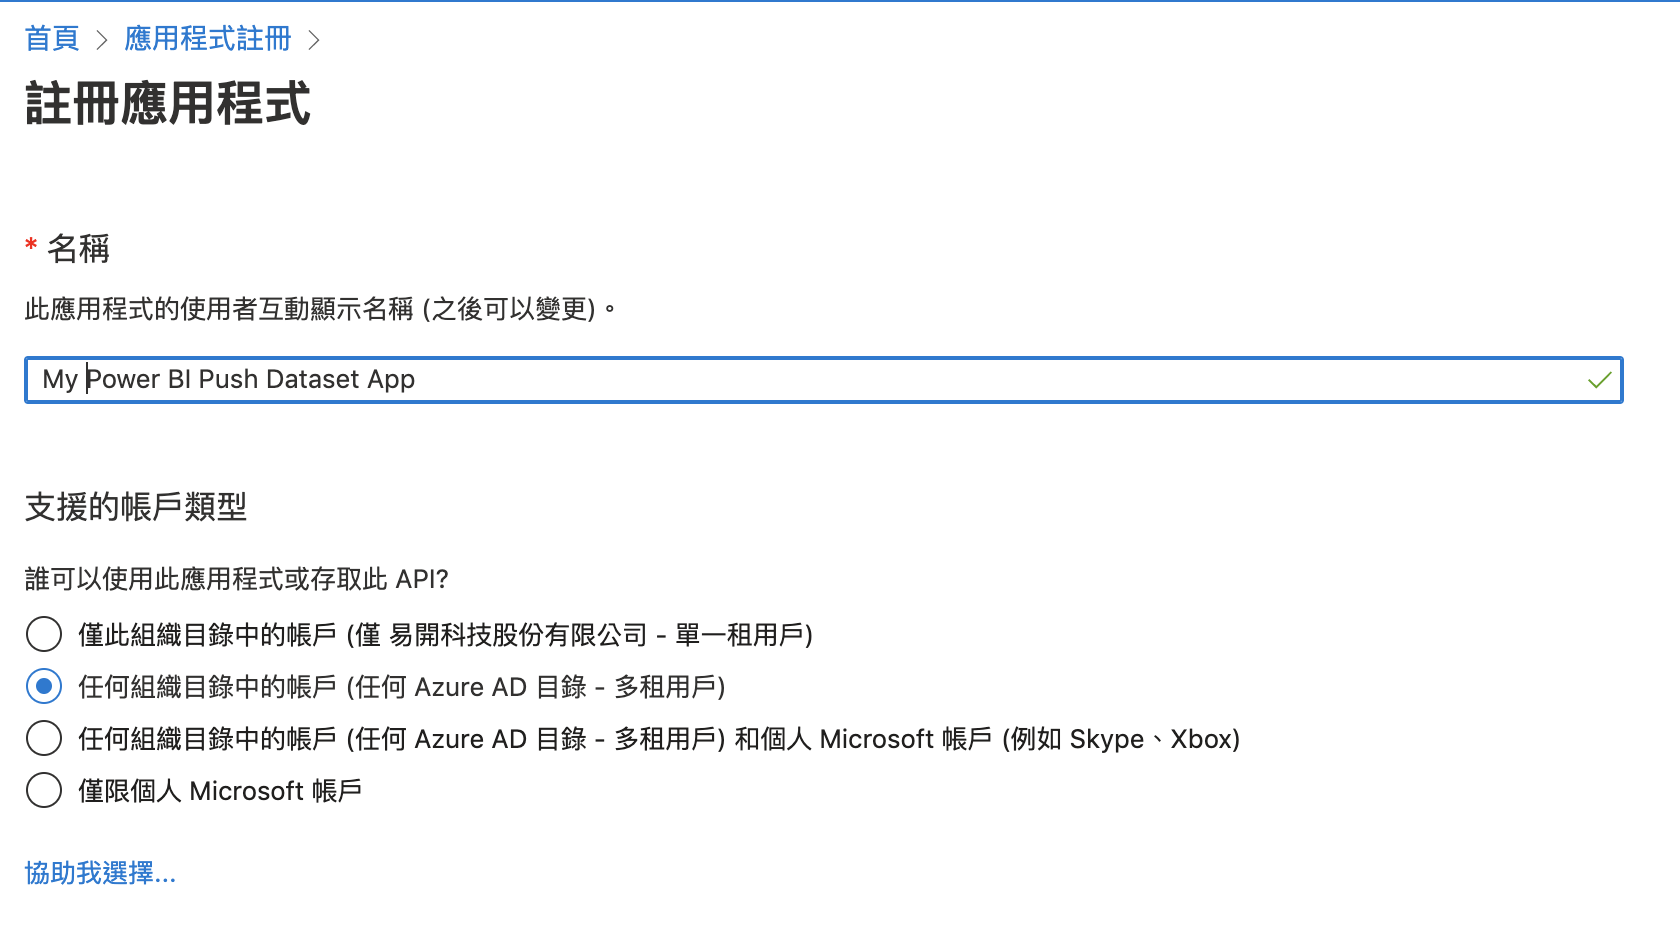 首頁 > 應用程式註冊 >
註冊應用程式
* 名稱
此應用程式的使用者互動顯示名稱 (之後可以變更)。
My Power BI Push Dataset App
支援的帳戶類型
誰可以使用此應用程式或存取此 API?
僅此組織目錄中的帳戶 (僅 易開科技股份有限公司 - 單一租用戶)
任何組織目錄中的帳戶 (任何 Azure AD 目錄 - 多租用戶)
任何組織目錄中的帳戶 (任何 Azure AD 目錄 - 多租用戶) 和個人 Microsoft 帳戶 (例如 Skype、Xbox)
僅限個人 Microsoft 帳戶
協助我選擇...